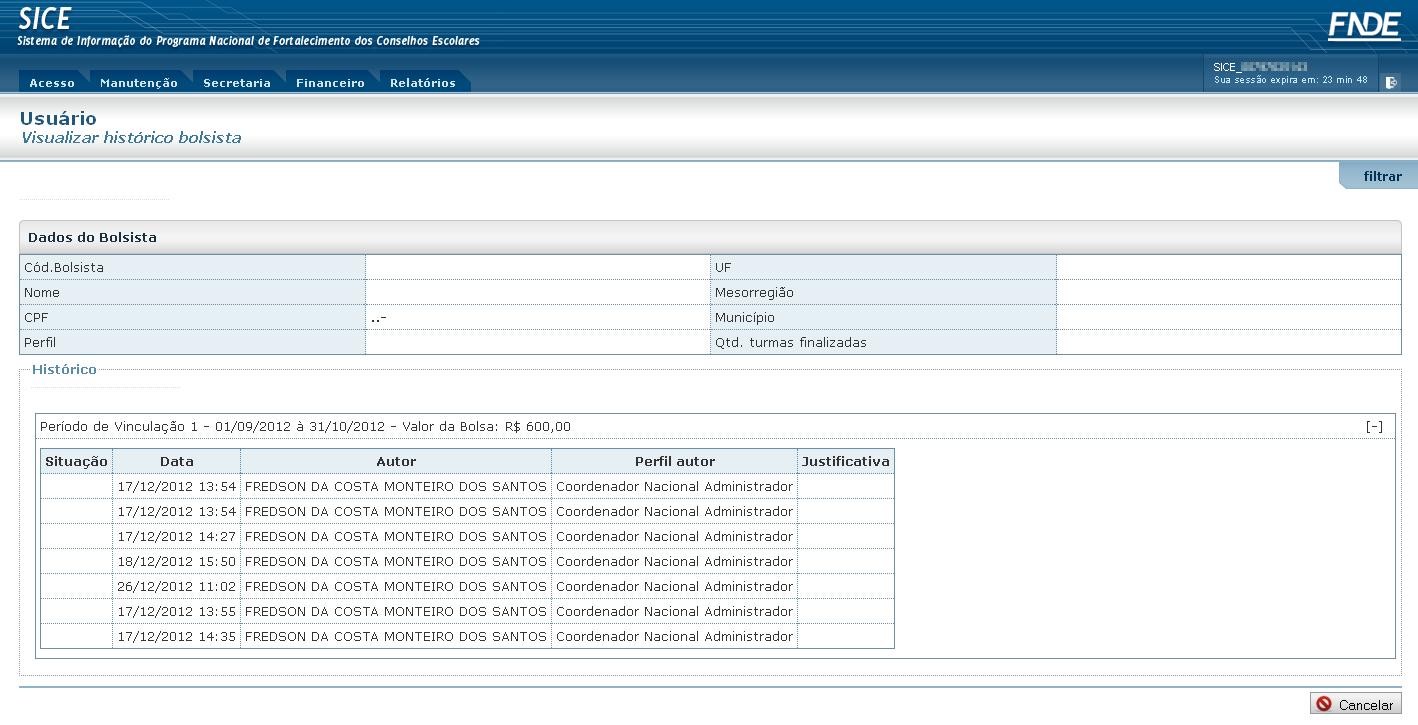 SICE
FNDE
Sistema de Informação do Programa Nacional de Fortalecimento dos Conselhos Escolares
Acesso Manutenção Secretaria Financeiro Relatórios
SICE_
Sua sessão expira em: 23 min 48
Usuário
Visualizar histórico bolsista
filtrar
Dados do Bolsista
Cód.Bolsista UF
Nome Mesorregião
CPF ..- Município
Perfil Qtd. turmas finalizadas
Histórico
Período de Vinculação 1 - 01/09/2012 à 31/10/2012 - Valor da Bolsa: R$ 600,00 [-]
Situação Data Autor Perfil autor Justificativa
17/12/2012 13:54 FREDSON DA COSTA MONTEIRO DOS SANTOS Coordenador Nacional Administrador
17/12/2012 13:54 FREDSON DA COSTA MONTEIRO DOS SANTOS Coordenador Nacional Administrador
17/12/2012 14:27 FREDSON DA COSTA MONTEIRO DOS SANTOS Coordenador Nacional Administrador
18/12/2012 15:50 FREDSON DA COSTA MONTEIRO DOS SANTOS Coordenador Nacional Administrador
26/12/2012 11:02 FREDSON DA COSTA MONTEIRO DOS SANTOS Coordenador Nacional Administrador
17/12/2012 13:55 FREDSON DA COSTA MONTEIRO DOS SANTOS Coordenador Nacional Administrador
17/12/2012 14:35 FREDSON DA COSTA MONTEIRO DOS SANTOS Coordenador Nacional Administrador
Cancelar